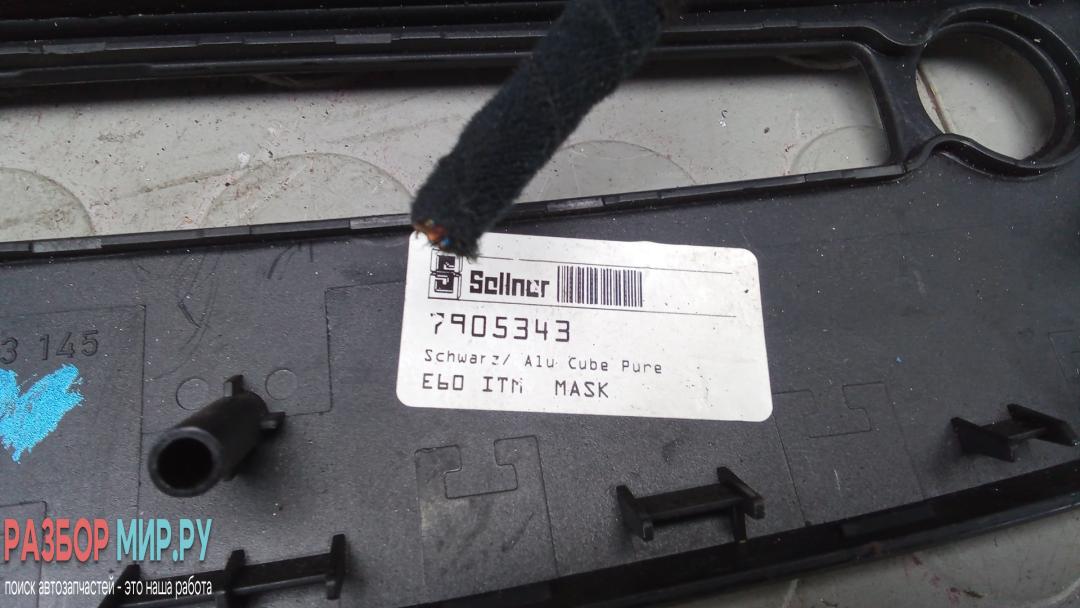 Sellner
7905343
Schwarz/ Alu Cube Pure
E60 ITM MASK
3 145
РАЗБОР МИР.РУ
поиск автозапчастей - это наша работа